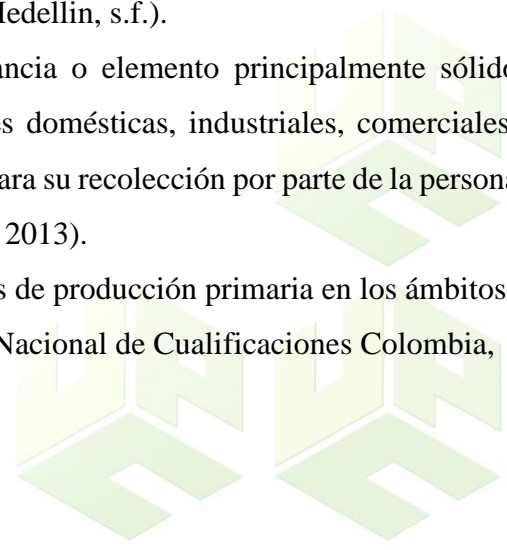 Medellin, s.f.).
ancia o elemento principalmente sólido
es domésticas, industriales, comerciales
ara su recolección por parte de la persona
2013).
s de producción primaria en los ámbitos
Nacional de Cualificaciones Colombia,